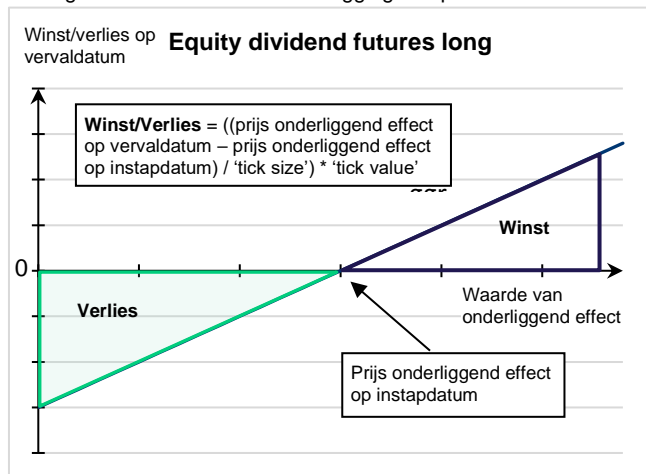 Winst/verlies op
vervaldatum
Equity dividend futures long
Winst/Verlies = ((prijs onderliggend effect
op vervaldatum – prijs onderliggend effect
op instapdatum) / 'tick size') * 'tick value'
Winst
0
Verlies
Waarde van
onderliggend effect
Prijs onderliggend effect
op instapdatum